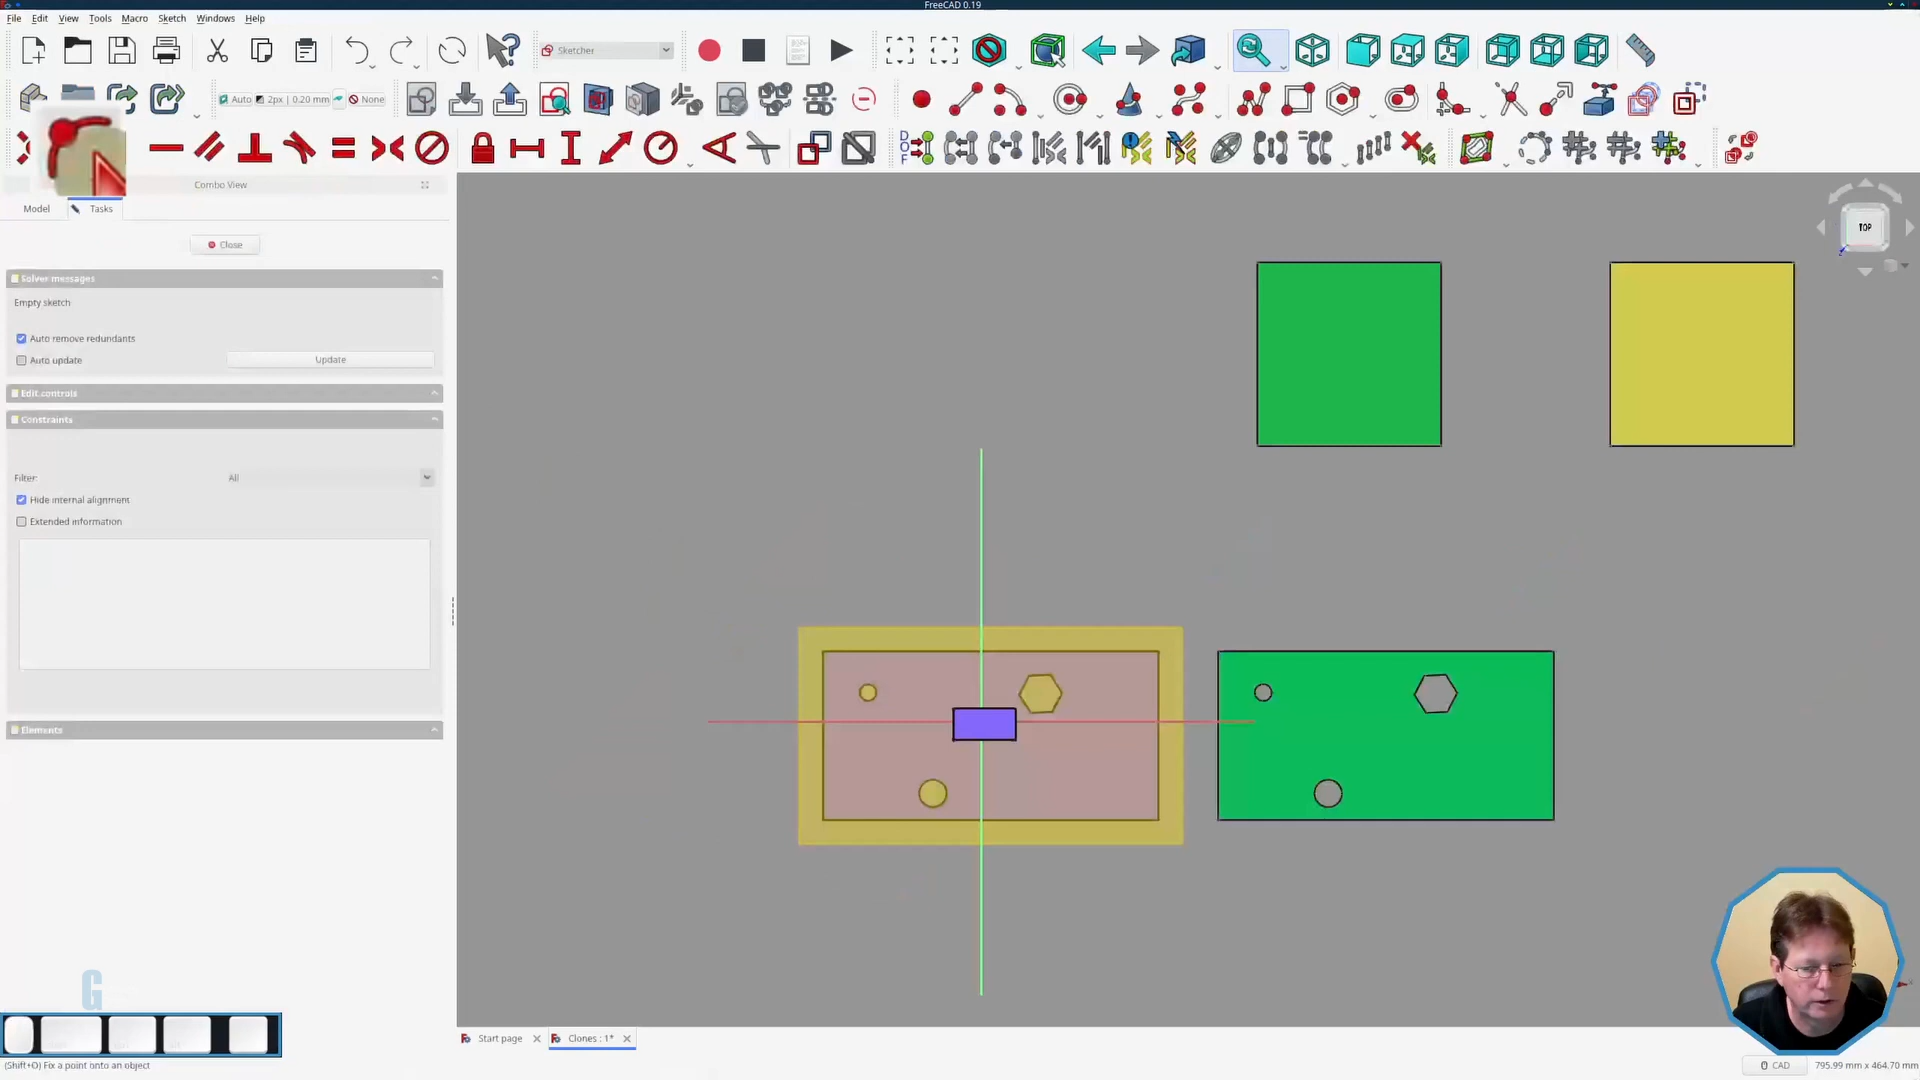 FreeCAD 0.19
File Edit View Tools Macro Sketch Windows Help
Sketcher
Auto 2px | 0.20 mm None
DOF
Combo View
Model Tasks
Close
Solver messages
Empty sketch
Auto remove redundants
Auto update Update
Edit controls
Constraints
Filter: All
Hide internal alignment
Extended information
Elements
TOP
G
Start page Clones : 1*
(Shift+O) Fix a point onto an object
CAD 795.99 mm x 464.70 mm